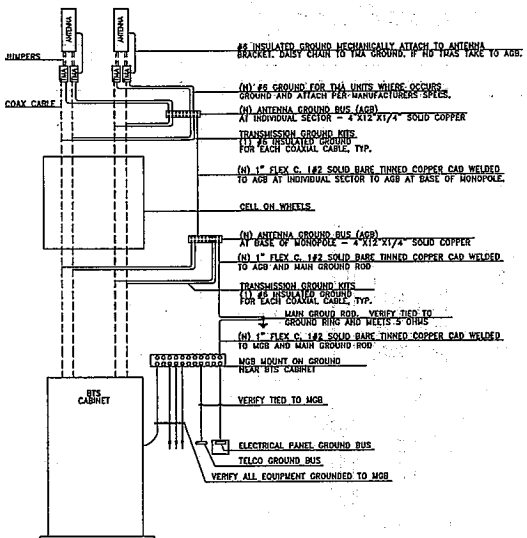 ANTENNA
ANTENNA
#6 INSULATED GROUND MECHANICALLY ATTACH TO ANTENNA
BRACKET. DAISY CHAIN TO TMA GROUND. IF NO TMAS TAKE TO AGB.
JUMPERS
TMA
TMA
TMA
TMA
(N) #6 GROUND FOR TMA UNITS WHERE OCCURS
GROUND AND ATTACH PER MANUFACTURERS SPECS.
COAX CABLE
(N) ANTENNA GROUND BUS (AGB)
AT INDIVIDUAL SECTOR - 4"X12"X1/4" SOLID COPPER
TRANSMISSION GROUND KITS
(1) #6 INSULATED GROUND
FOR EACH COAXIAL CABLE, TYP.
(N) 1" FLEX C. 1#2 SOLID BARE TINNED COPPER CAD WELDED
TO AGB AT INDIVIDUAL SECTOR TO AGB AT BASE OF MONOPOLE.
CELL ON WHEELS
(N) ANTENNA GROUND BUS (AGB)
AT BASE OF MONOPOLE - 4"X12"X1/4" SOLID COPPER
(N) 1" FLEX C. 1#2 SOLID BARE TINNED COPPER CAD WELDED
TO AGB AND MAIN GROUND ROD
TRANSMISSION GROUND KITS
(1) #6 INSULATED GROUND
FOR EACH COAXIAL CABLE, TYP.
MAIN GROUD ROD. VERIFY TIED TO
GROUND RING AND MEETS 5 OHMS
(N) 1" FLEX C. 1#2 SOLID BARE TINNED COPPER CAD WELDED
TO MGB AND MAIN GROUND ROD
MGB MOUNT ON GROUND
NEAR BTS CABINET
BTS
CABINET
VERIFY TIED TO MGB
ELECTRICAL PANEL GROUND BUS
TELCO GROUND BUS
VERIFY ALL EQUIPMENT GROUNDED TO MGB